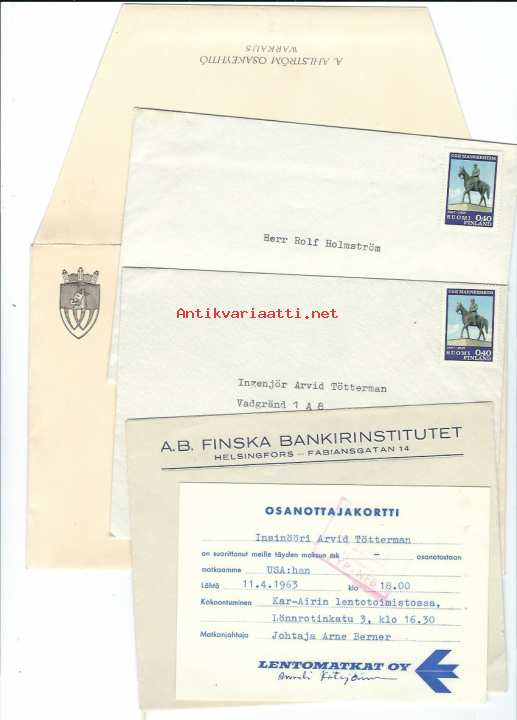 A. AHLSTRÖM OSAKEYHTIÖ
WARKAUS
G.G.E MANNERHEIM
SUOMI 0,40
FINLAND
Herr Rolf Holmström
Antikvariaatti.net
G.G.E MANNERHEIM
SUOMI 0,40
FINLAND
Ingenjör Arvid Tötterman
Vadgränd 1 A 8
A.B. FINSKA BANKIRINSTITUTET
HELSINGFORS – FABIANSGATAN 14
OSANOTTAJAKORTTI
Insinööri Arvid Tötterman
on suorittanut meille täyden maksun mk – osanotostaan
matkaamme USA:han
Lähtö 11.4.1963 klo 18.00
Kokoontuminen Kar-Airin lentotoimistossa,
Lönnrotinkatu 3, klo 16.30
Matkanjohtaja Johtaja Arne Berner
LENTOMATKAT OY